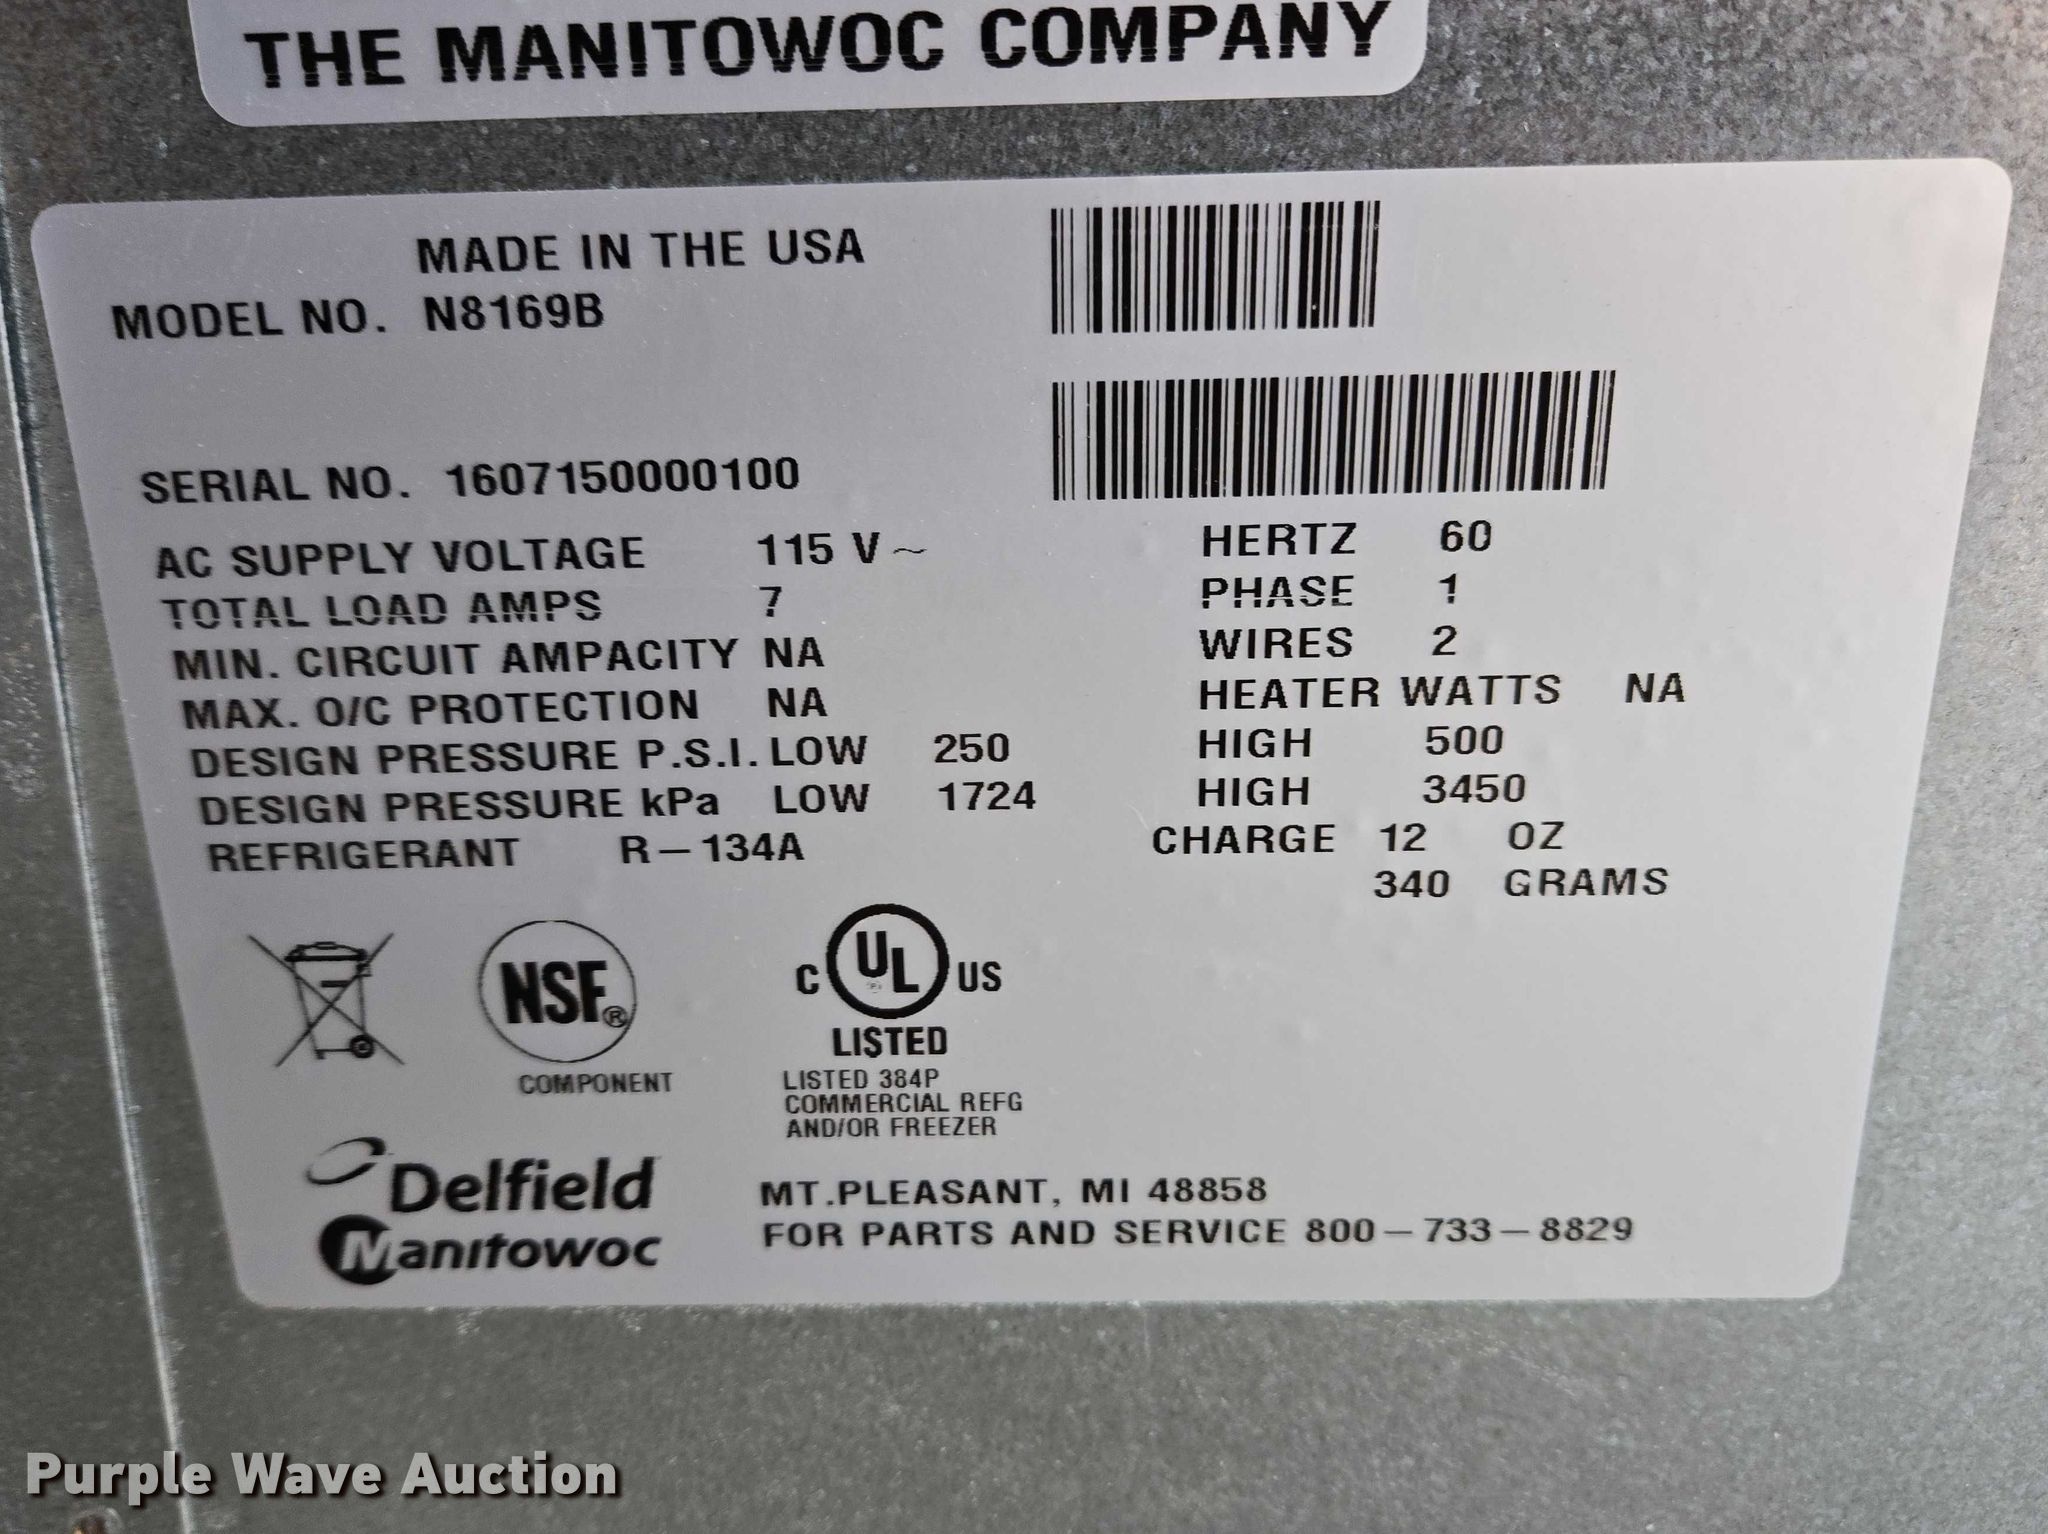 THE MANITOWOC COMPANY
MADE IN THE USA
MODEL NO. N8169B
SERIAL NO. 1607150000100
AC SUPPLY VOLTAGE 115 V~ HERTZ 60
TOTAL LOAD AMPS 7 PHASE 1
MIN. CIRCUIT AMPACITY NA WIRES 2
MAX. O/C PROTECTION NA HEATER WATTS NA
DESIGN PRESSURE P.S.I. LOW 250 HIGH 500
DESIGN PRESSURE kPa LOW 1724 HIGH 3450
REFRIGERANT R-134A CHARGE 12 OZ
340 GRAMS
NSF®
COMPONENT
C UL US
LISTED
LISTED 384P
COMMERCIAL REFG
AND/OR FREEZER
Delfield
Manitowoc
MT.PLEASANT, MI 48858
FOR PARTS AND SERVICE 800-733-8829
Purple Wave Auction